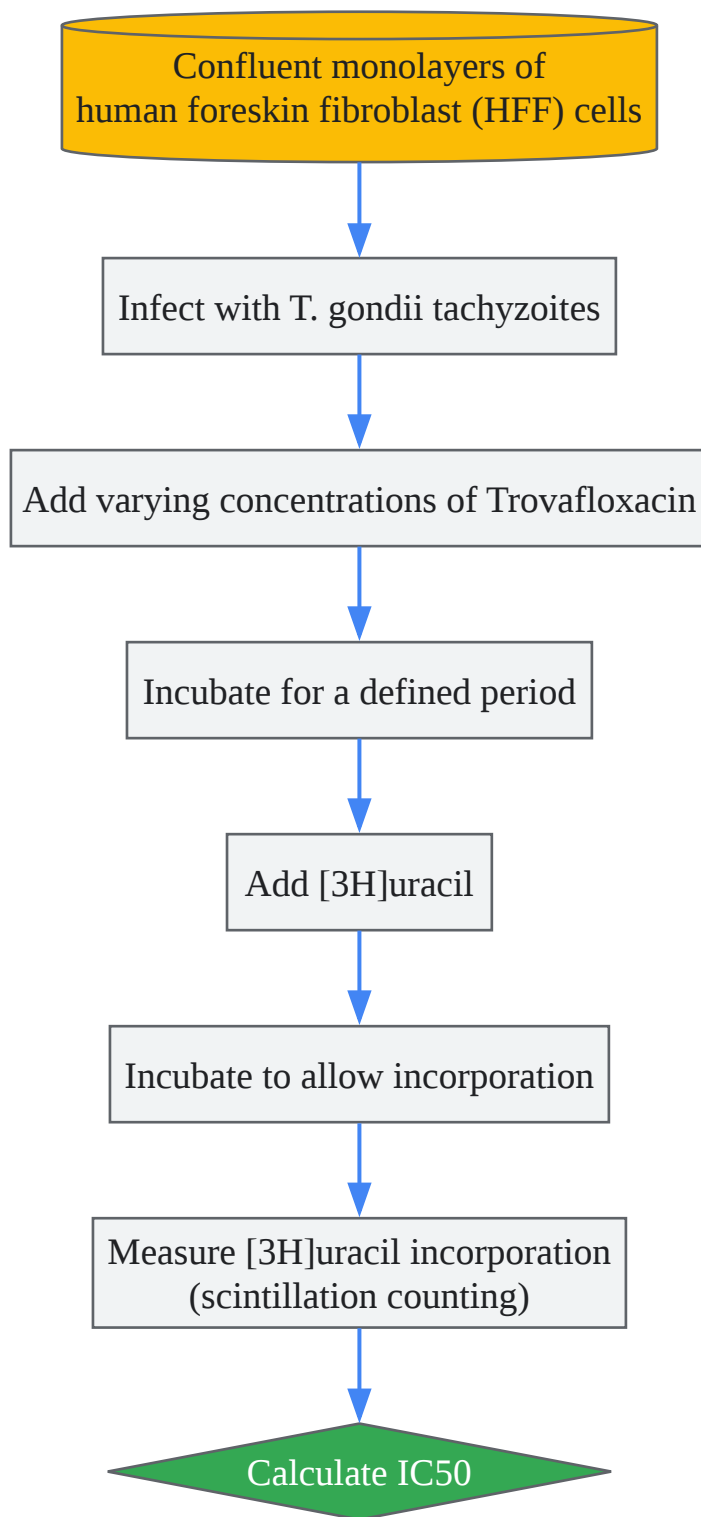 Confluent monolayers of
human foreskin fibroblast (HFF) cells
Infect with T. gondii tachyzoites
Add varying concentrations of Trovafloxacin
Incubate for a defined period
Add [3H]uracil
Incubate to allow incorporation
Measure [3H]uracil incorporation
(scintillation counting)
Calculate IC50